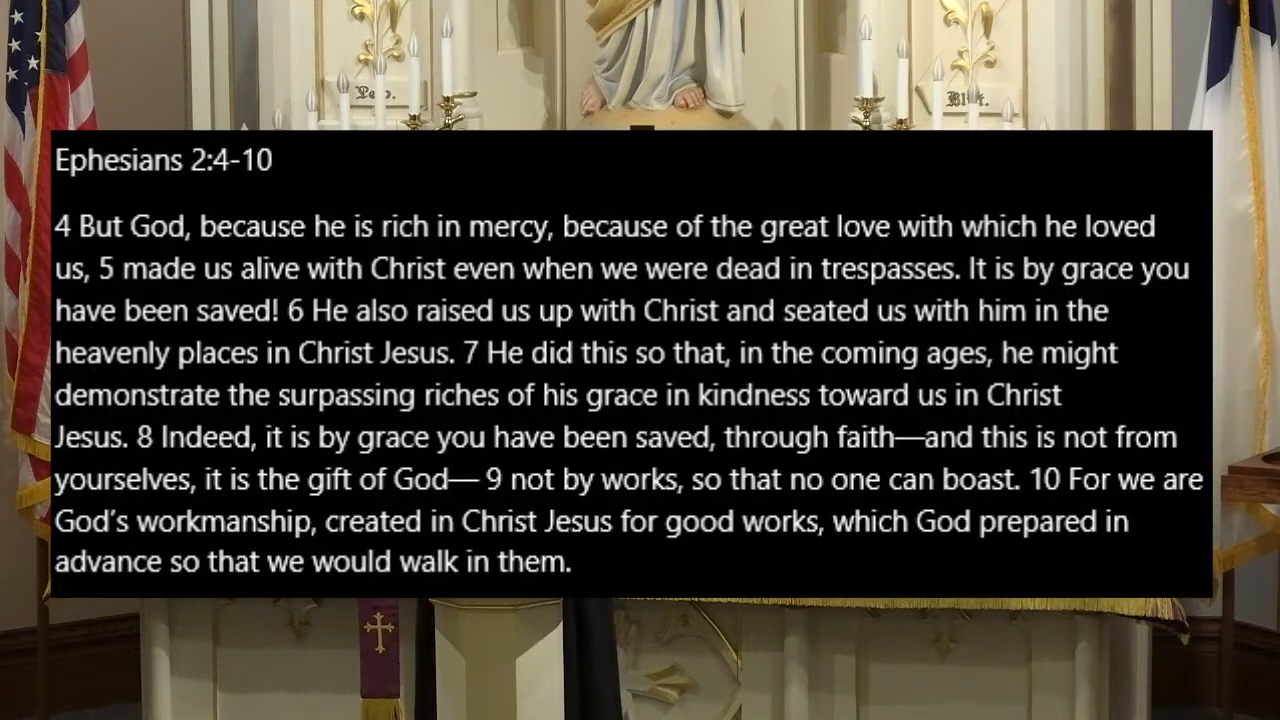 Ephesians 2:4-10
4 But God, because he is rich in mercy, because of the great love with which he loved
us, 5 made us alive with Christ even when we were dead in trespasses. It is by grace you
have been saved! 6 He also raised us up with Christ and seated us with him in the
heavenly places in Christ Jesus. 7 He did this so that, in the coming ages, he might
demonstrate the surpassing riches of his grace in kindness toward us in Christ
Jesus. 8 Indeed, it is by grace you have been saved, through faith—and this is not from
yourselves, it is the gift of God— 9 not by works, so that no one can boast. 10 For we are
God’s workmanship, created in Christ Jesus for good works, which God prepared in
advance so that we would walk in them.